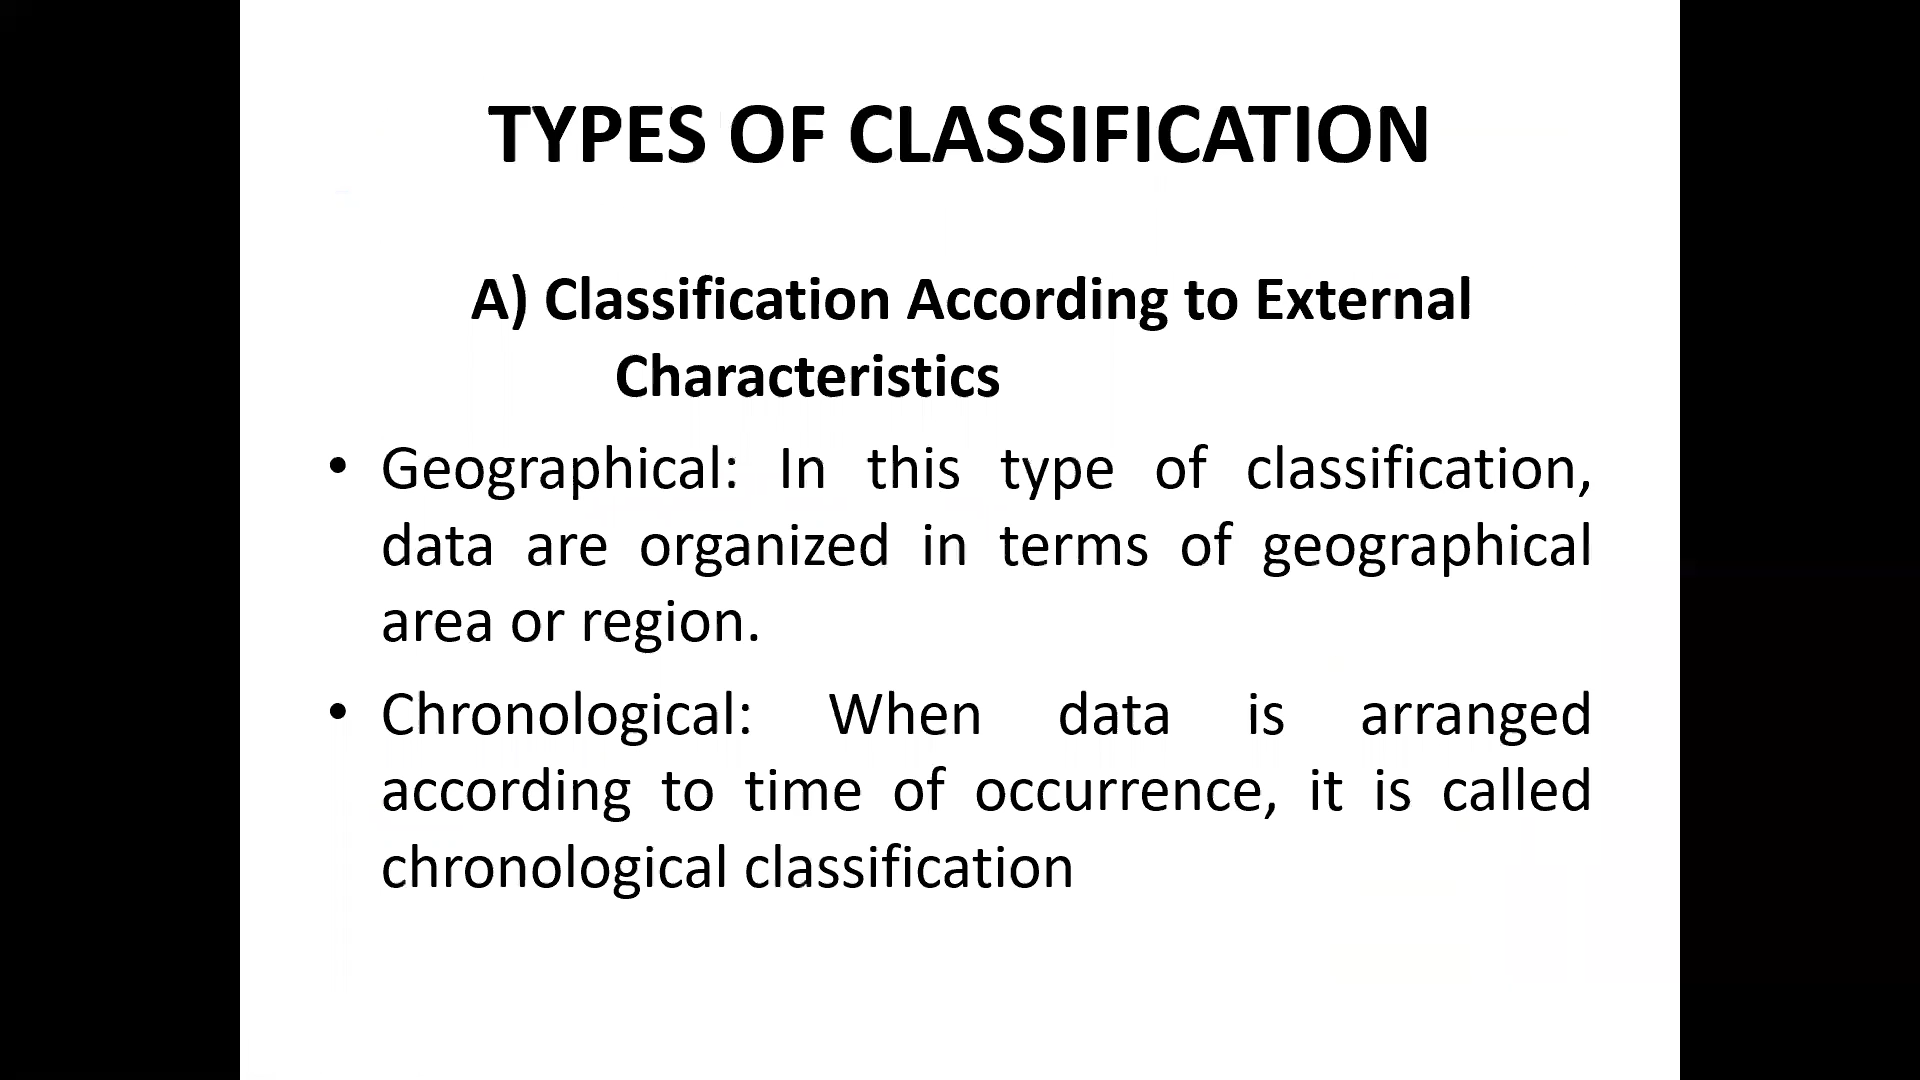 TYPES OF CLASSIFICATION
A) Classification According to External
Characteristics
• Geographical: In this type of classification,
data are organized in terms of geographical
area or region.
• Chronological: When data is arranged
according to time of occurrence, it is called
chronological classification